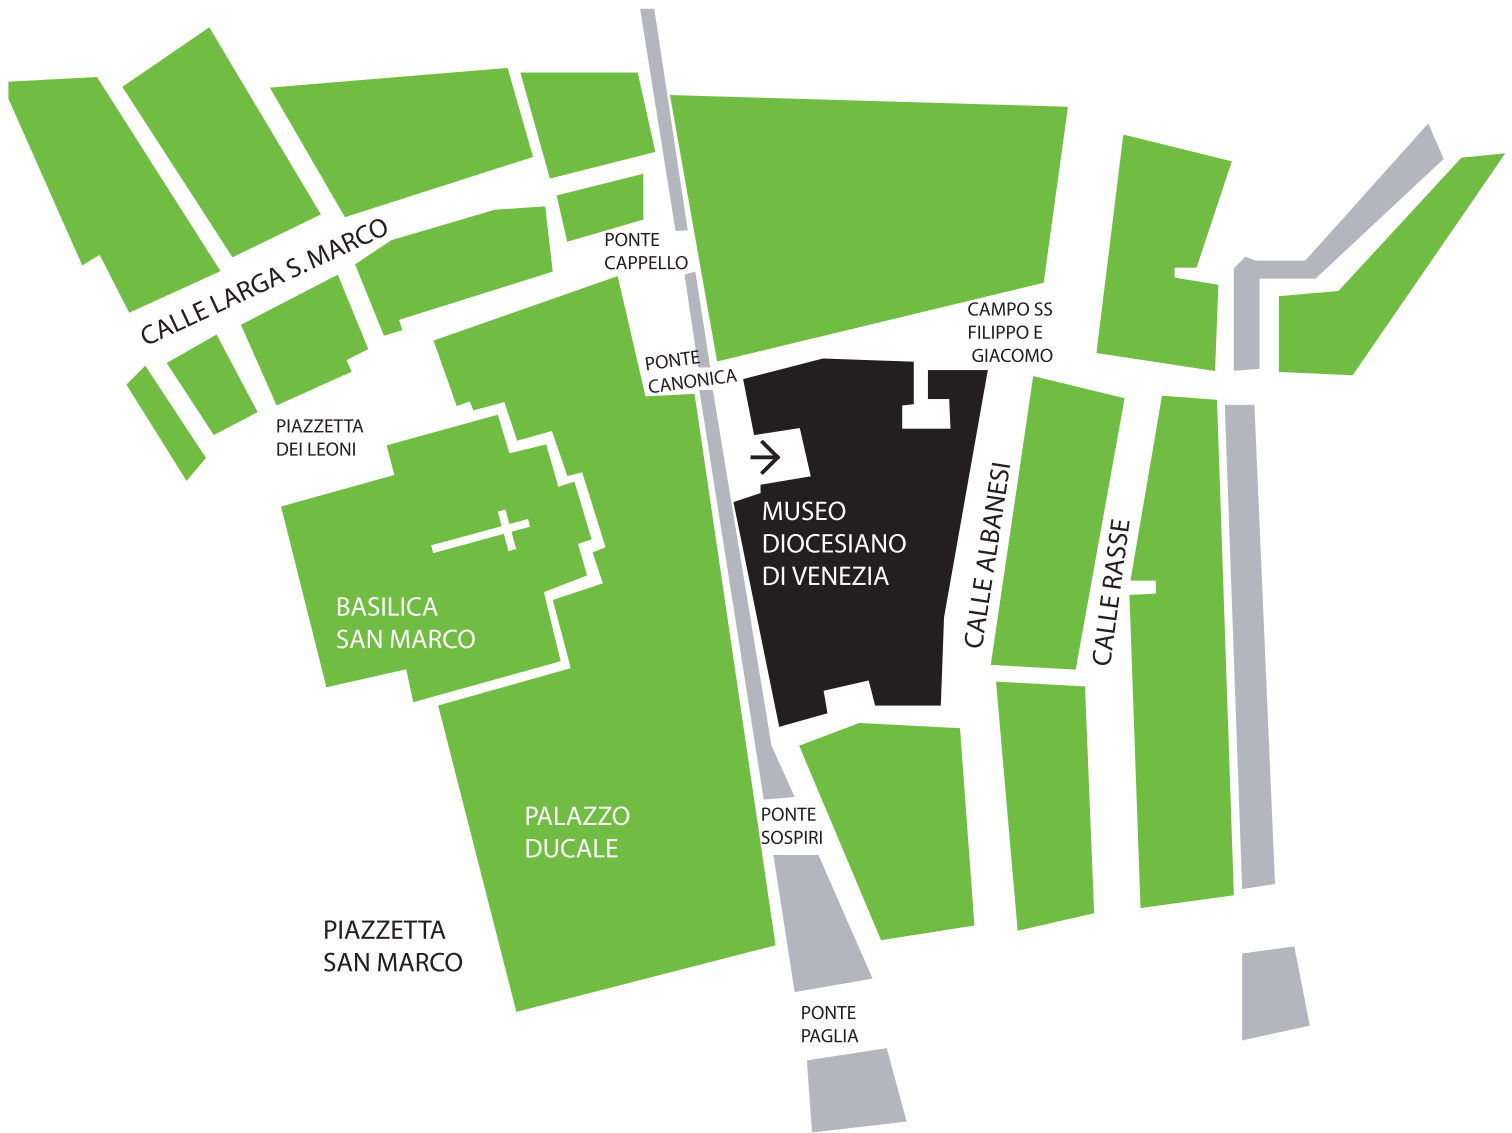 CALLE LARGA S. MARCO
PONTE
CAPPELLO
CAMPO SS
FILIPPO E
GIACOMO
PONTE
CANONICA
PIAZZETTA
DEI LEONI
MUSEO
DIOCESIANO
DI VENEZIA
CALLE ALBANESI
CALLE RASSE
BASILICA
SAN MARCO
PALAZZO
DUCALE
PONTE
SOSPIRI
PIAZZETTA
SAN MARCO
PONTE
PAGLIA